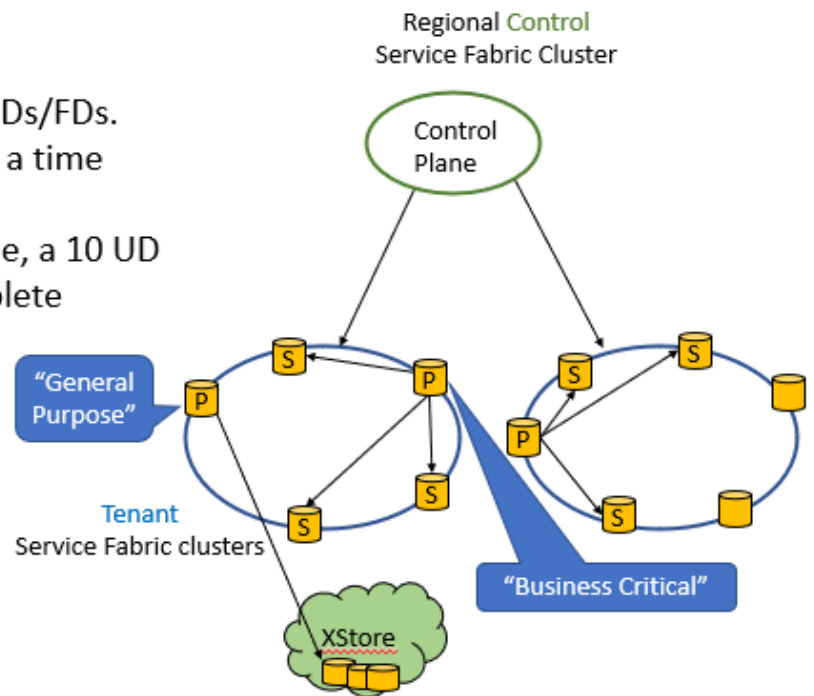 Regional Control
Service Fabric Cluster
Ds/FDs.
a time
e, a 10 UD
plete
Control
Plane
S
P
"General
Purpose"
P
S
S
Tenant
Service Fabric clusters
S
S
P
S
S
"Business Critical"
XStore